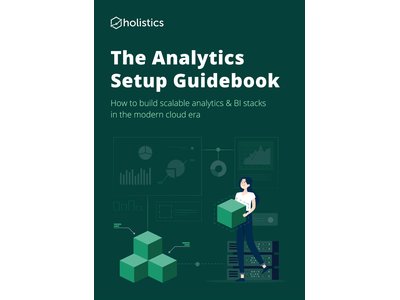 holistics
The Analytics
Setup Guidebook
How to build scalable analytics & BI stacks
in the modern cloud era